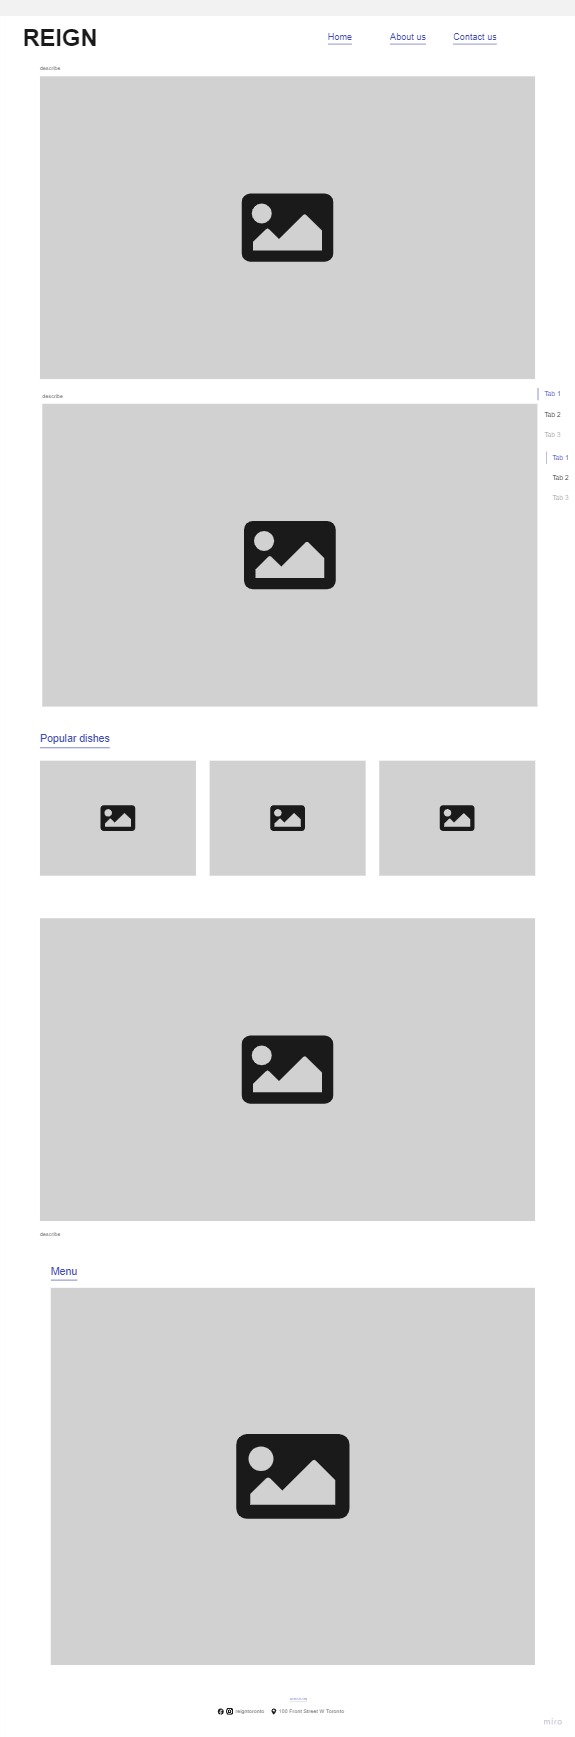 REIGN
Home About us Contact us
describe
describe
Tab 1
Tab 2
Tab 3
Tab 1
Tab 2
Tab 3
Popular dishes
describe
Menu
reigntoronto 100 Front Street W Toronto
miro